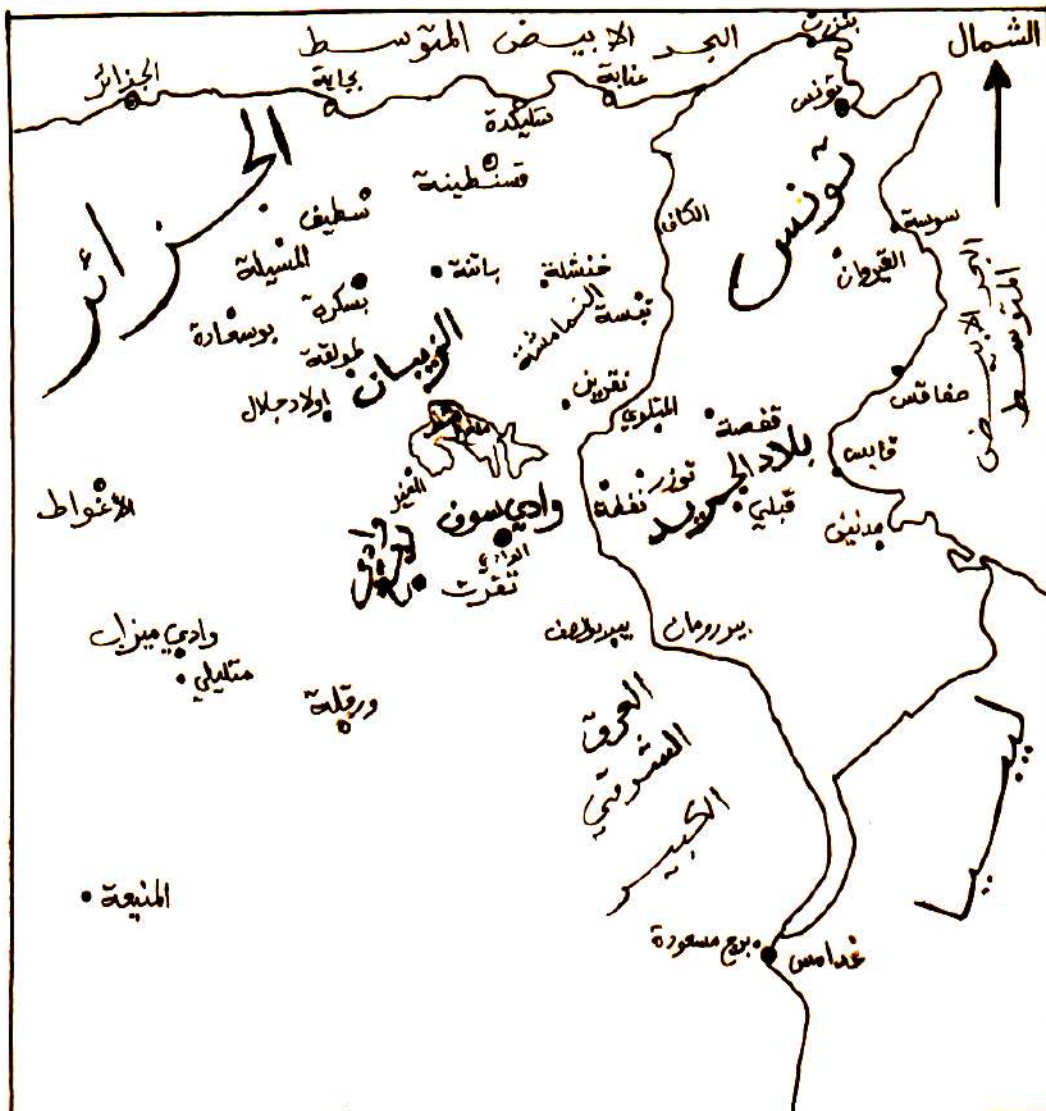 الشمال
البحر الابيض المتوسط
بنزرت
الجزائر
بجاية
سكيكدة
عنابة
تونس
قسنطينة
الجزائر
تونس
سطيف
الكاف
سوسة
المسيلة
باتنة
خنشلة
القيروان
البحر الابيض
المتوسط
بسكرة
تبسة
النمامشة
بوسعادة
طولقة
الزيبان
اولاد جلال
نقرين
المتلوي
قفصة
صفاقس
بلاد الجريد
قابس
المغير
توزر
نفطة
قبلي
الأغواط
وادي سوف
الوادي
مدنين
تقرت
وادي ميزاب
متليلي
بير رومان
ورقلة
العرق
الشرقي
الكبير
ليبيا
المنيعة
برج مسعودة
غدامس